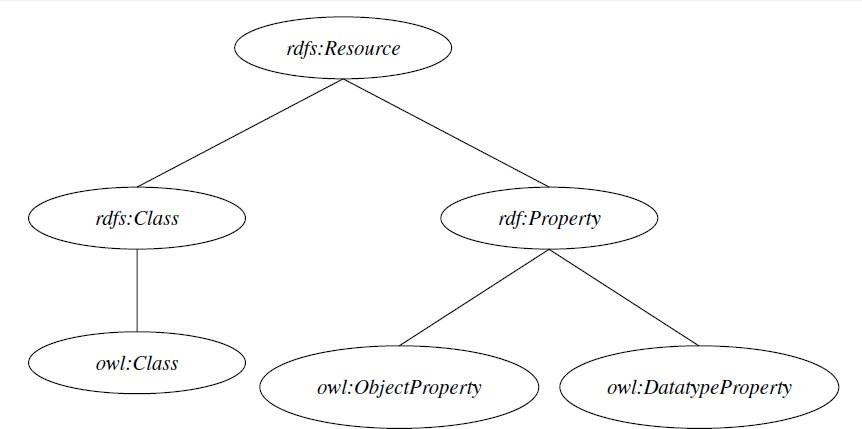 rdfs:Resource
rdfs:Class
rdf:Property
owl:Class
owl:ObjectProperty
owl:DatatypeProperty